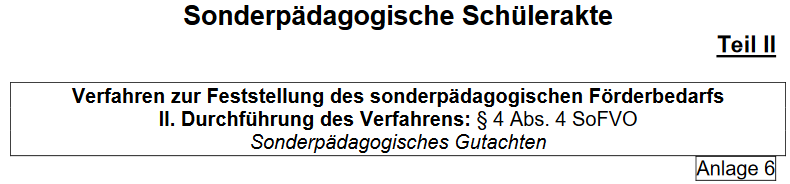 Sonderpädagogische Schülerakte
Teil II
Verfahren zur Feststellung des sonderpädagogischen Förderbedarfs
II. Durchführung des Verfahrens: § 4 Abs. 4 SoFVO
Sonderpädagogisches Gutachten
Anlage 6